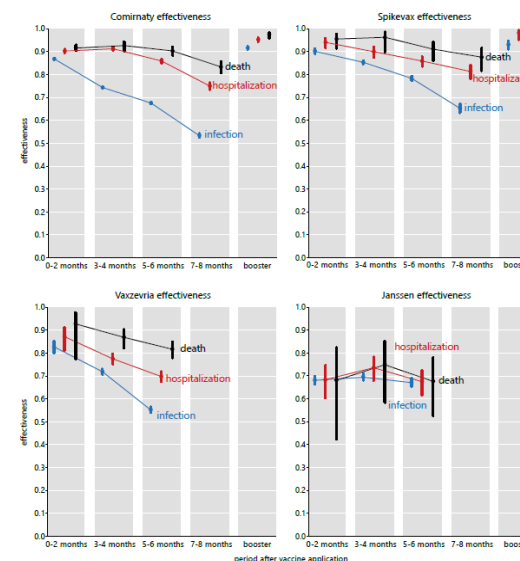 Comirnaty effectiveness
1.0
0.9
0.8
0.7
0.6
0.5
0.4
0.3
0.2
0.1
0.0
effectiveness
death
hospitalization
infection
0-2 months 3-4 months 5-6 months 7-8 months booster
Spikevax effectiveness
1.0
0.9
0.8
0.7
0.6
0.5
0.4
0.3
0.2
0.1
0.0
death
hospitaliza
infection
0-2 months 3-4 months 5-6 months 7-8 months boos
Vaxzevria effectiveness
1.0
0.9
0.8
0.7
0.6
0.5
0.4
0.3
0.2
0.1
0.0
effectiveness
death
hospitalization
infection
0-2 months 3-4 months 5-6 months 7-8 months booster
Janssen effectiveness
1.0
0.9
0.8
0.7
0.6
0.5
0.4
0.3
0.2
0.1
0.0
hospitalization
death
infection
0-2 months 3-4 months 5-6 months 7-8 months boos
period after vaccine application